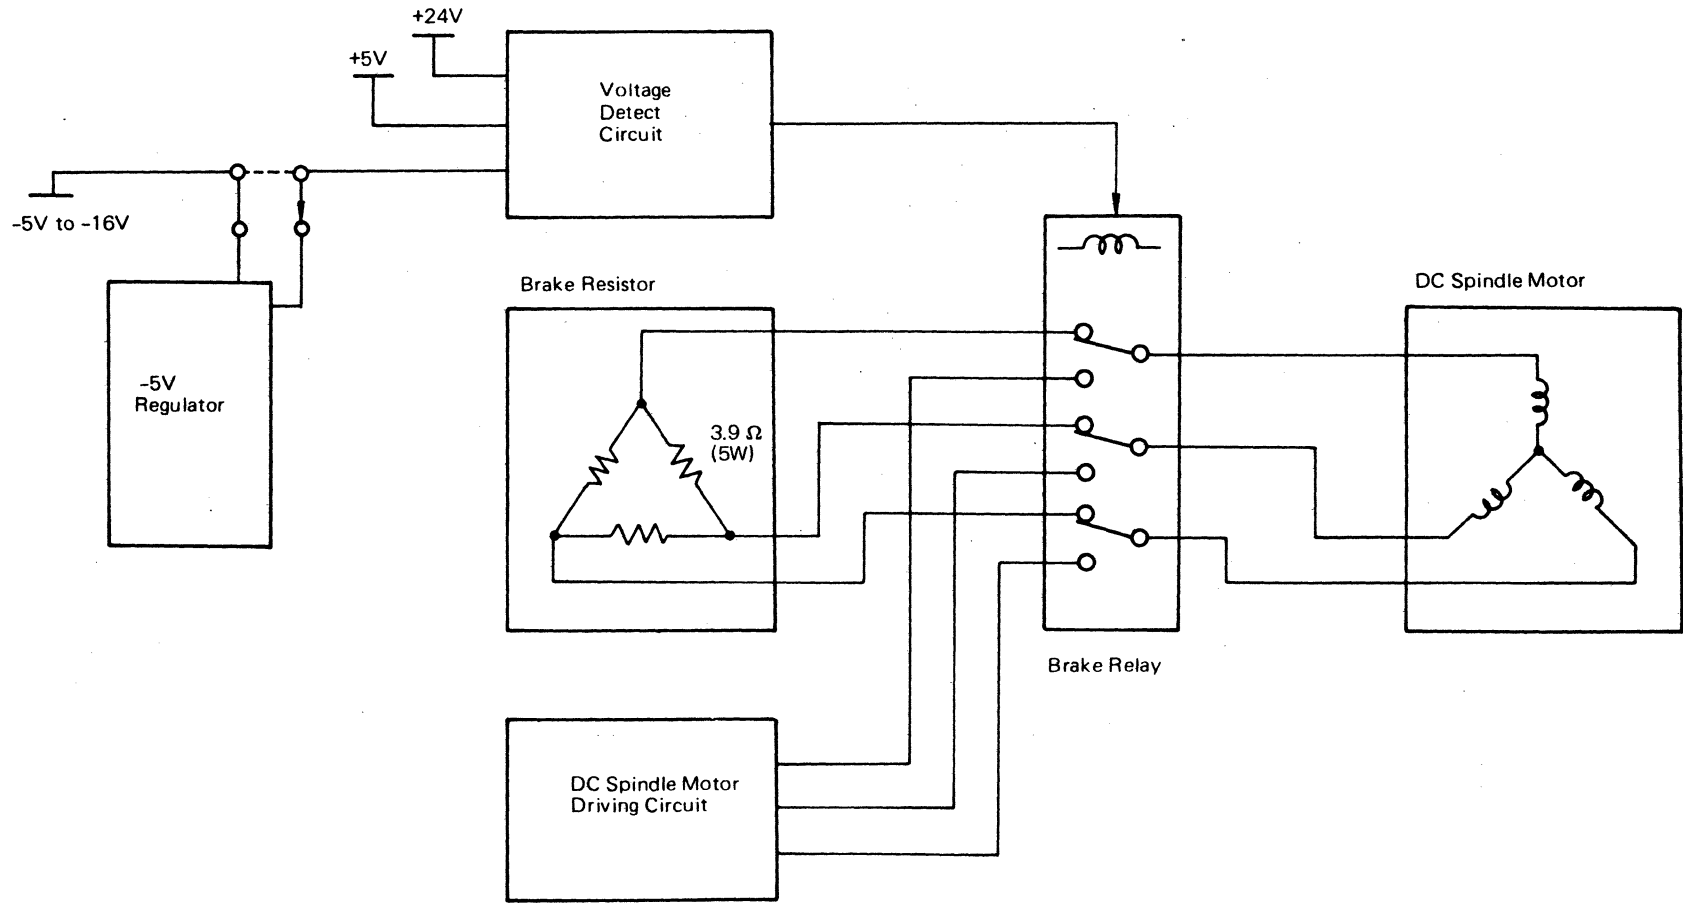 +24V
+5V
Voltage
Detect
Circuit
–5V to –16V
Brake Resistor
DC Spindle Motor
–5V
Regulator
3.9 Ω
(5W)
Brake Relay
DC Spindle Motor
Driving Circuit